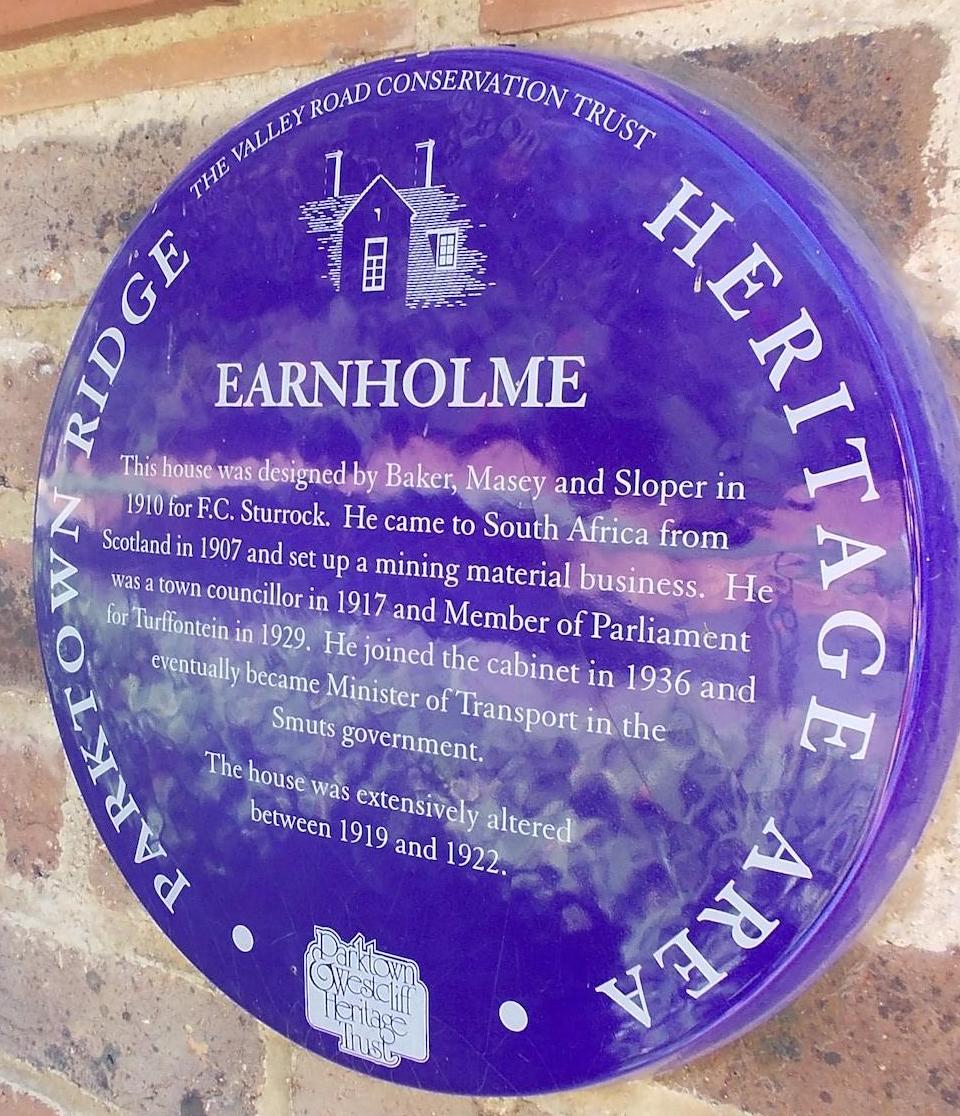 THE VALLEY ROAD CONSERVATION TRUST
PARKTOWN RIDGE HERITAGE AREA
EARNHOLME
This house was designed by Baker, Masey and Sloper in
1910 for F.C. Sturrock. He came to South Africa from
Scotland in 1907 and set up a mining material business. He
was a town councillor in 1917 and Member of Parliament
for Turffontein in 1929. He joined the cabinet in 1936 and
eventually became Minister of Transport in the
Smuts government.
The house was extensively altered
between 1919 and 1922.
Parktown
& Westcliff
Heritage
Trust